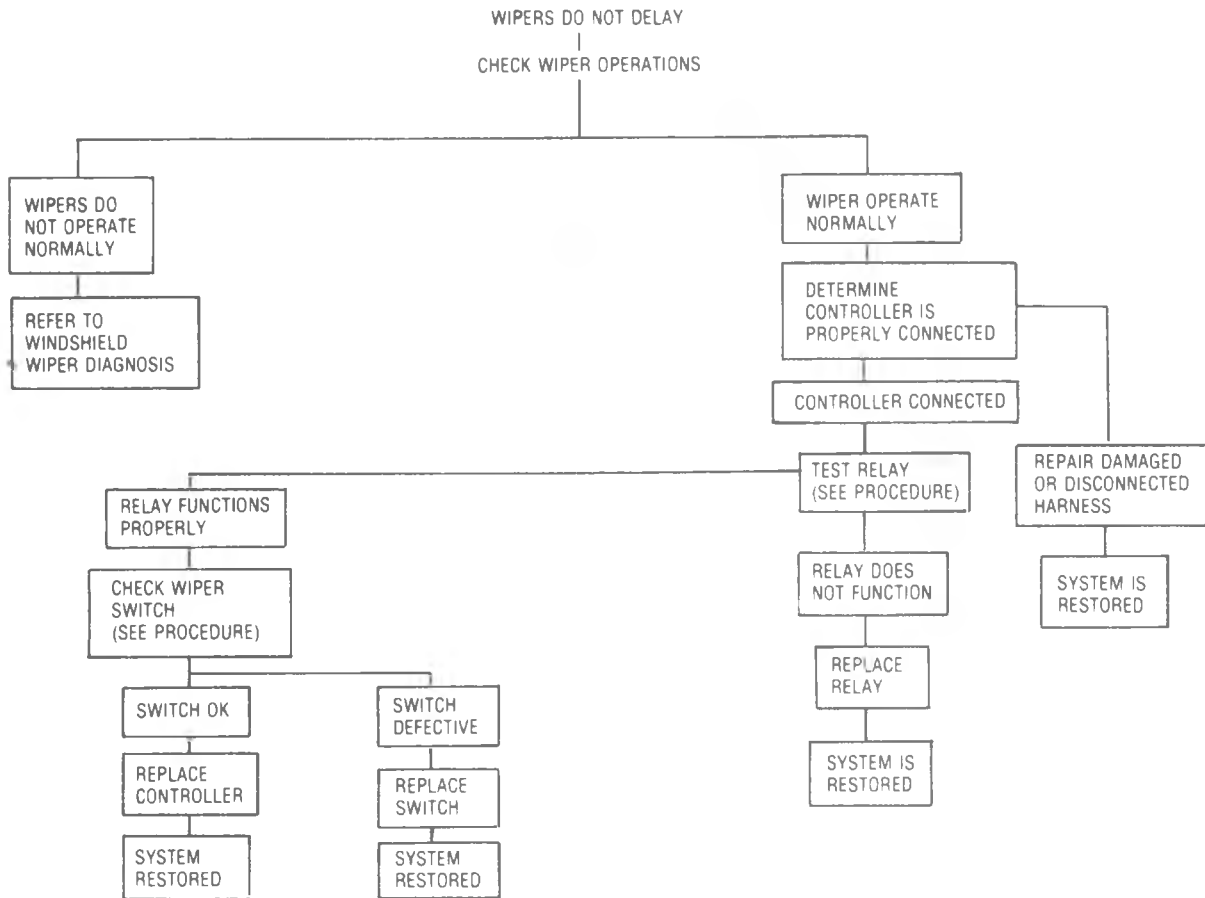 WIPERS DO NOT DELAY
CHECK WIPER OPERATIONS
WIPERS DO
NOT OPERATE
NORMALLY
REFER TO
WINDSHIELD
WIPER DIAGNOSIS
WIPER OPERATE
NORMALLY
DETERMINE
CONTROLLER IS
PROPERLY CONNECTED
CONTROLLER CONNECTED
TEST RELAY
(SEE PROCEDURE)
REPAIR DAMAGED
OR DISCONNECTED
HARNESS
SYSTEM IS
RESTORED
RELAY DOES
NOT FUNCTION
REPLACE
RELAY
SYSTEM IS
RESTORED
RELAY FUNCTIONS
PROPERLY
CHECK WIPER
SWITCH
(SEE PROCEDURE)
SWITCH OK
REPLACE
CONTROLLER
SYSTEM
RESTORED
SWITCH
DEFECTIVE
REPLACE
SWITCH
SYSTEM
RESTORED